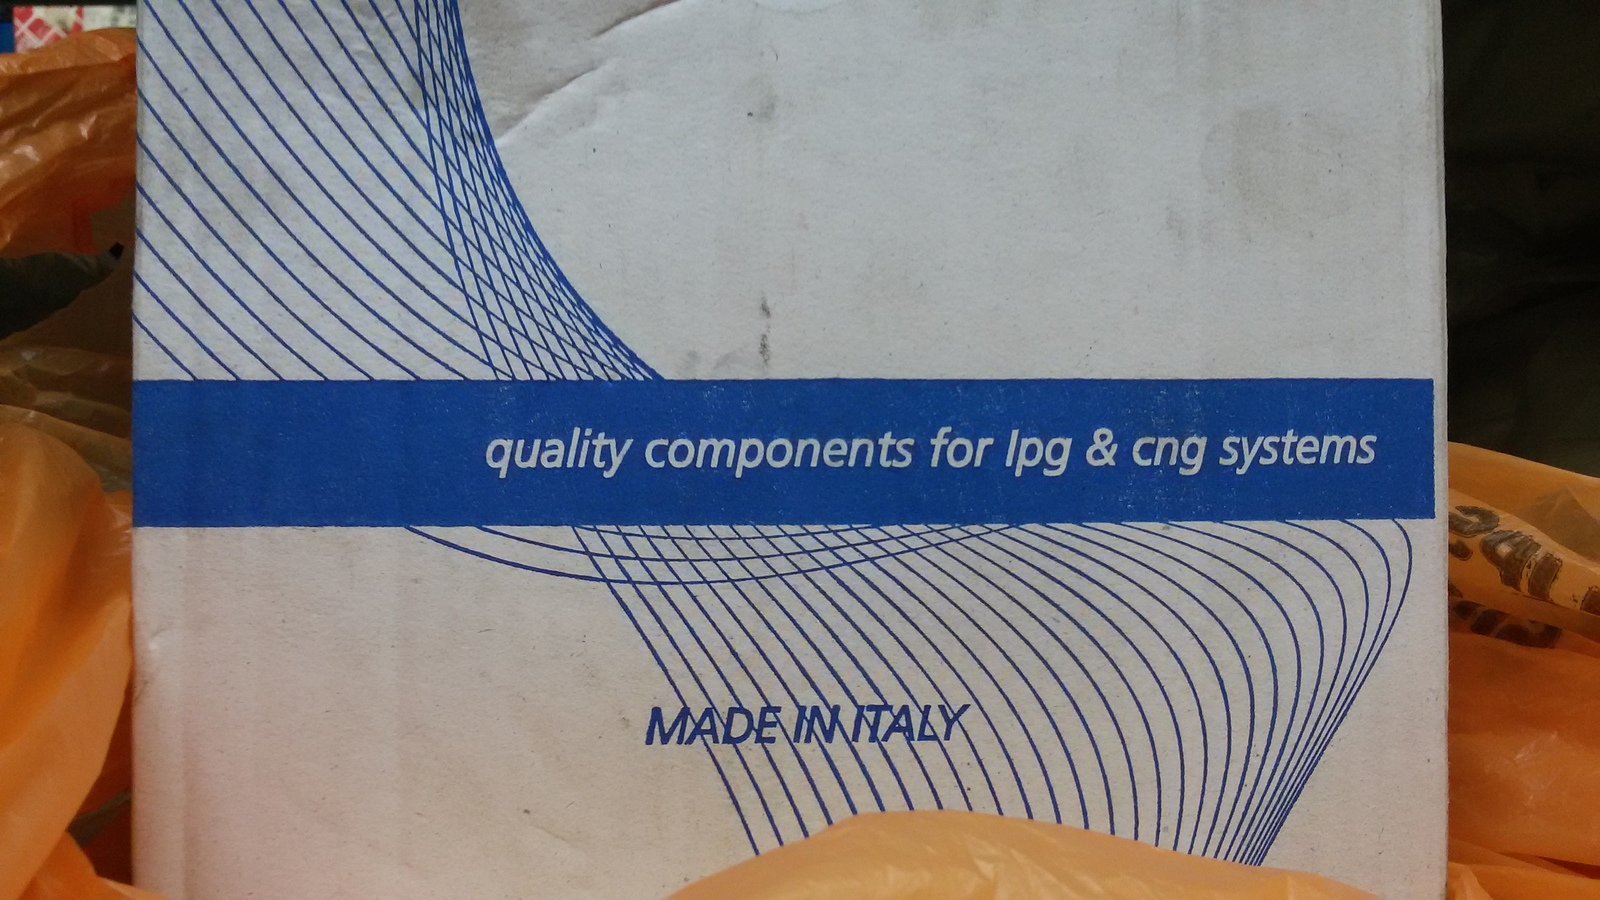 quality components for lpg & cng systems
MADE IN ITALY